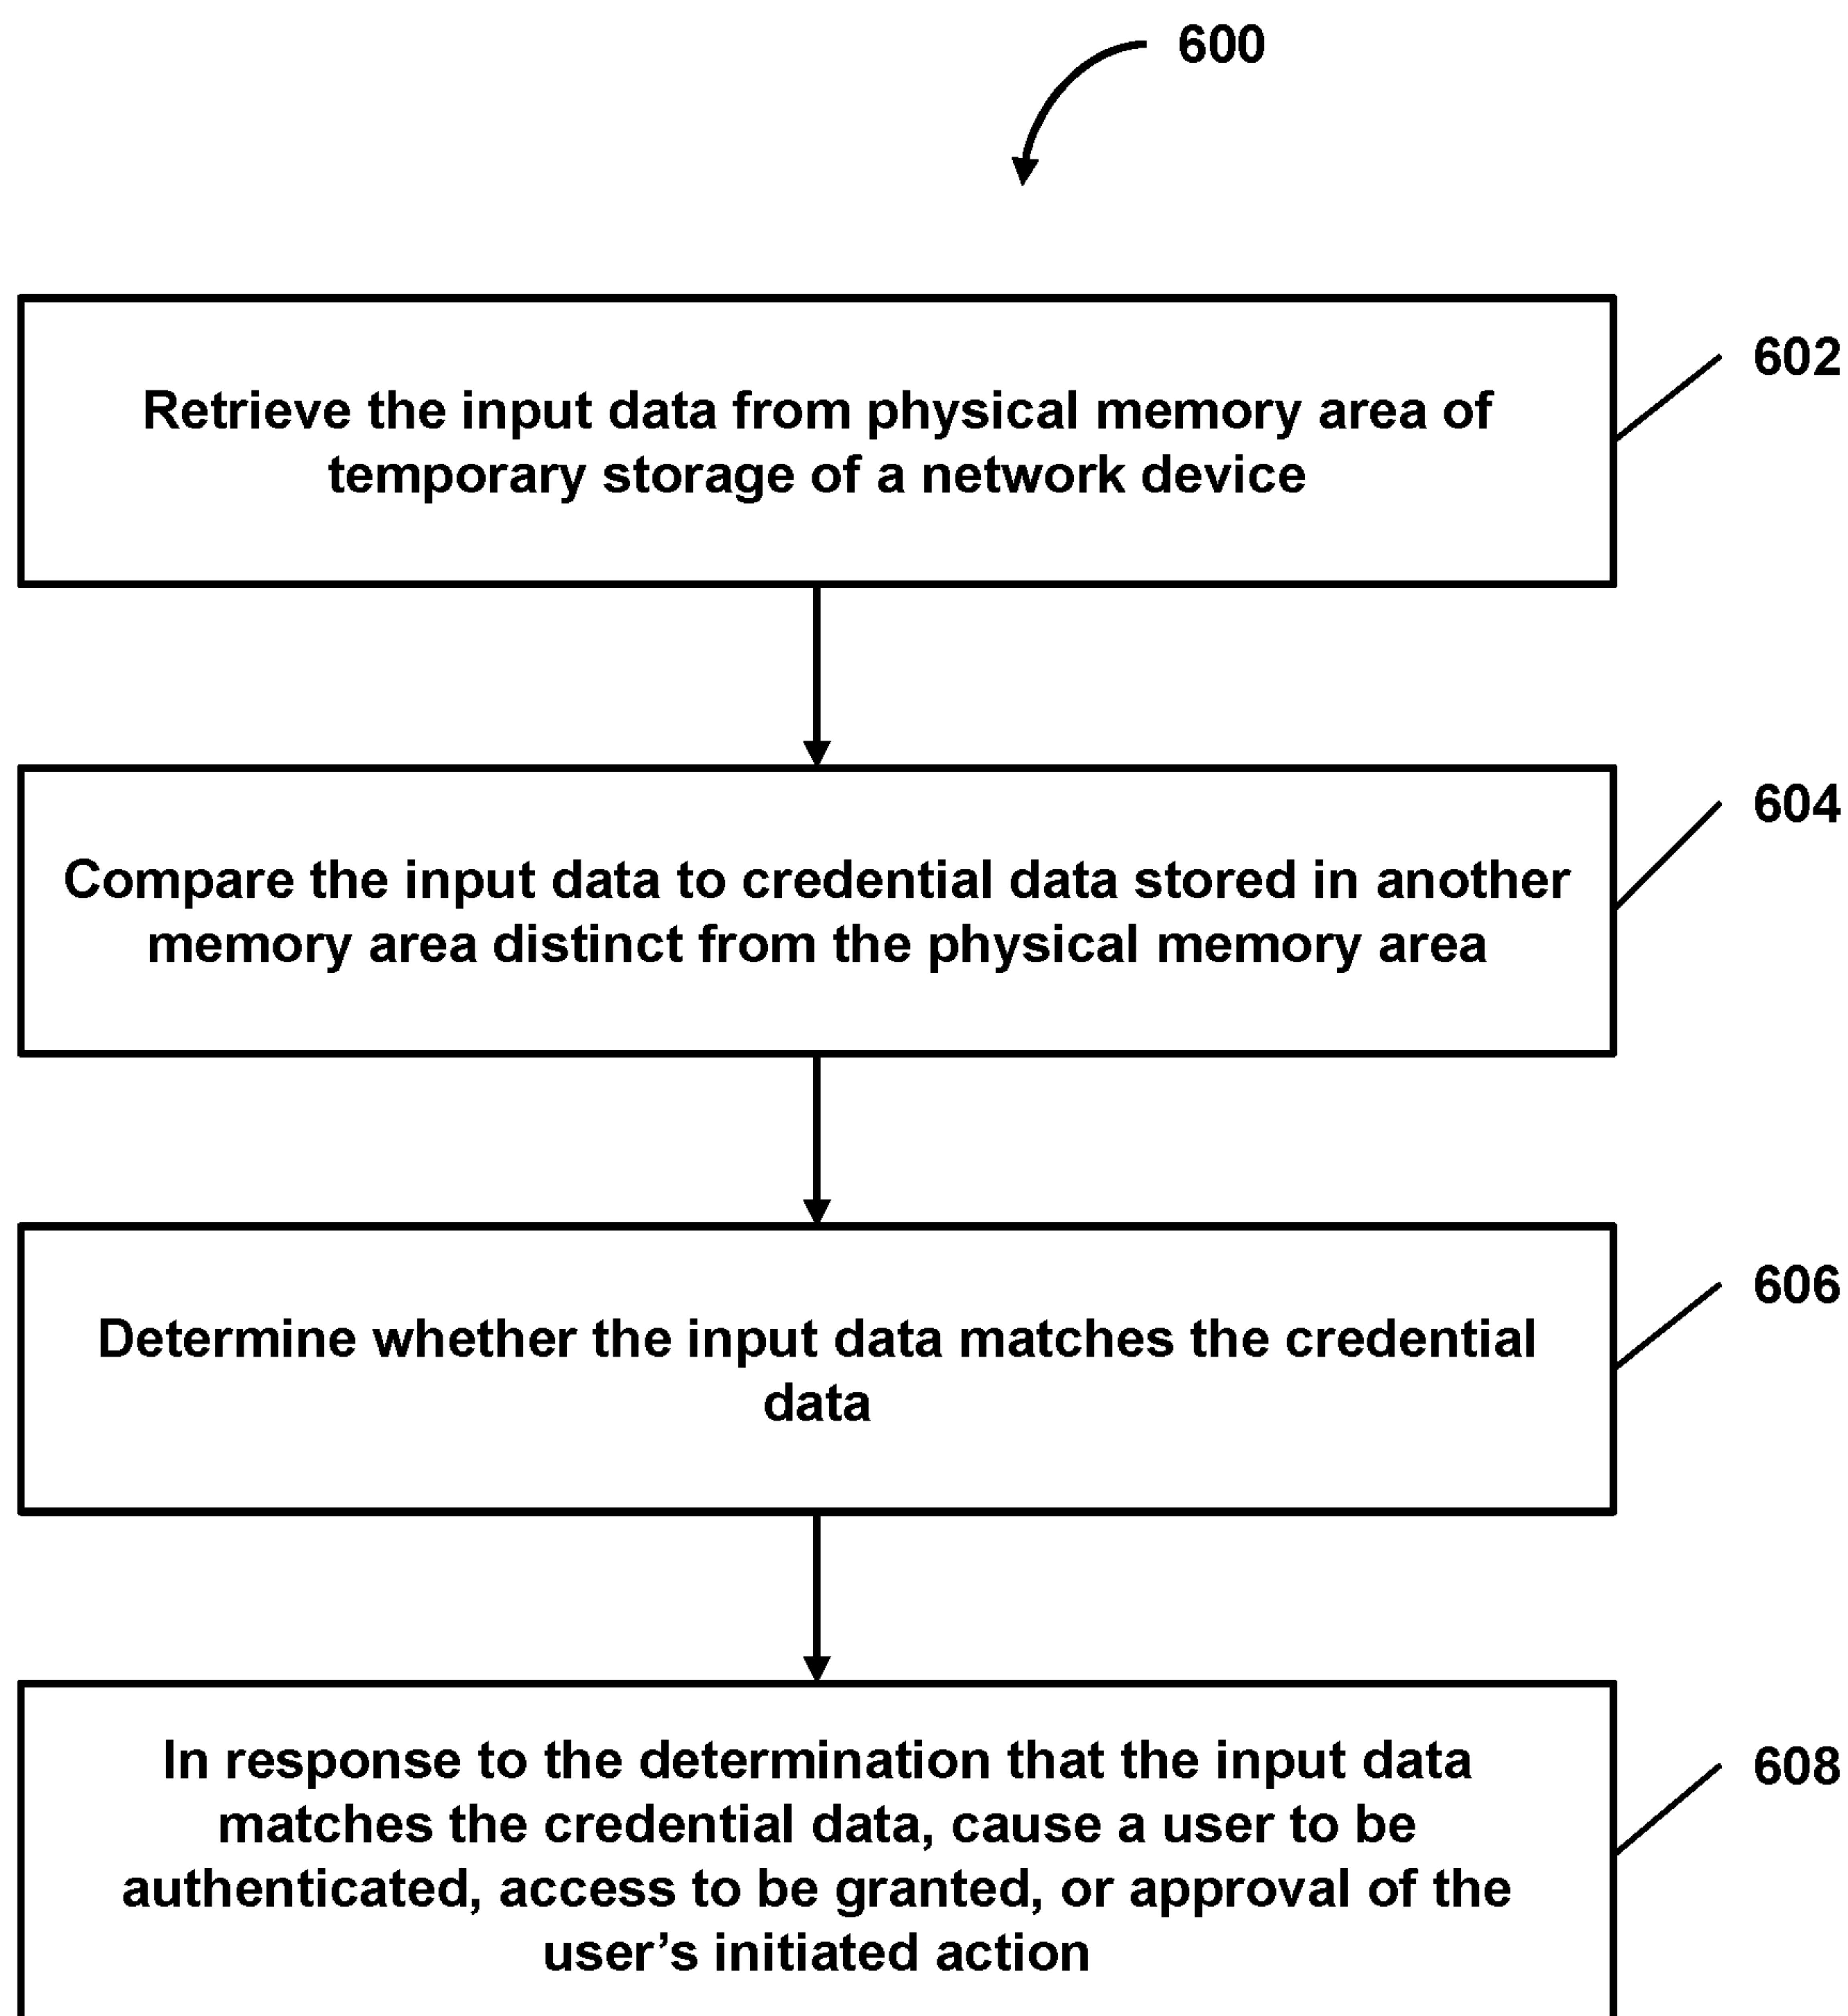 600
602
Retrieve the input data from physical memory area of
temporary storage of a network device
604
Compare the input data to credential data stored in another
memory area distinct from the physical memory area
606
Determine whether the input data matches the credential
data
608
In response to the determination that the input data
matches the credential data, cause a user to be
authenticated, access to be granted, or approval of the
user’s initiated action